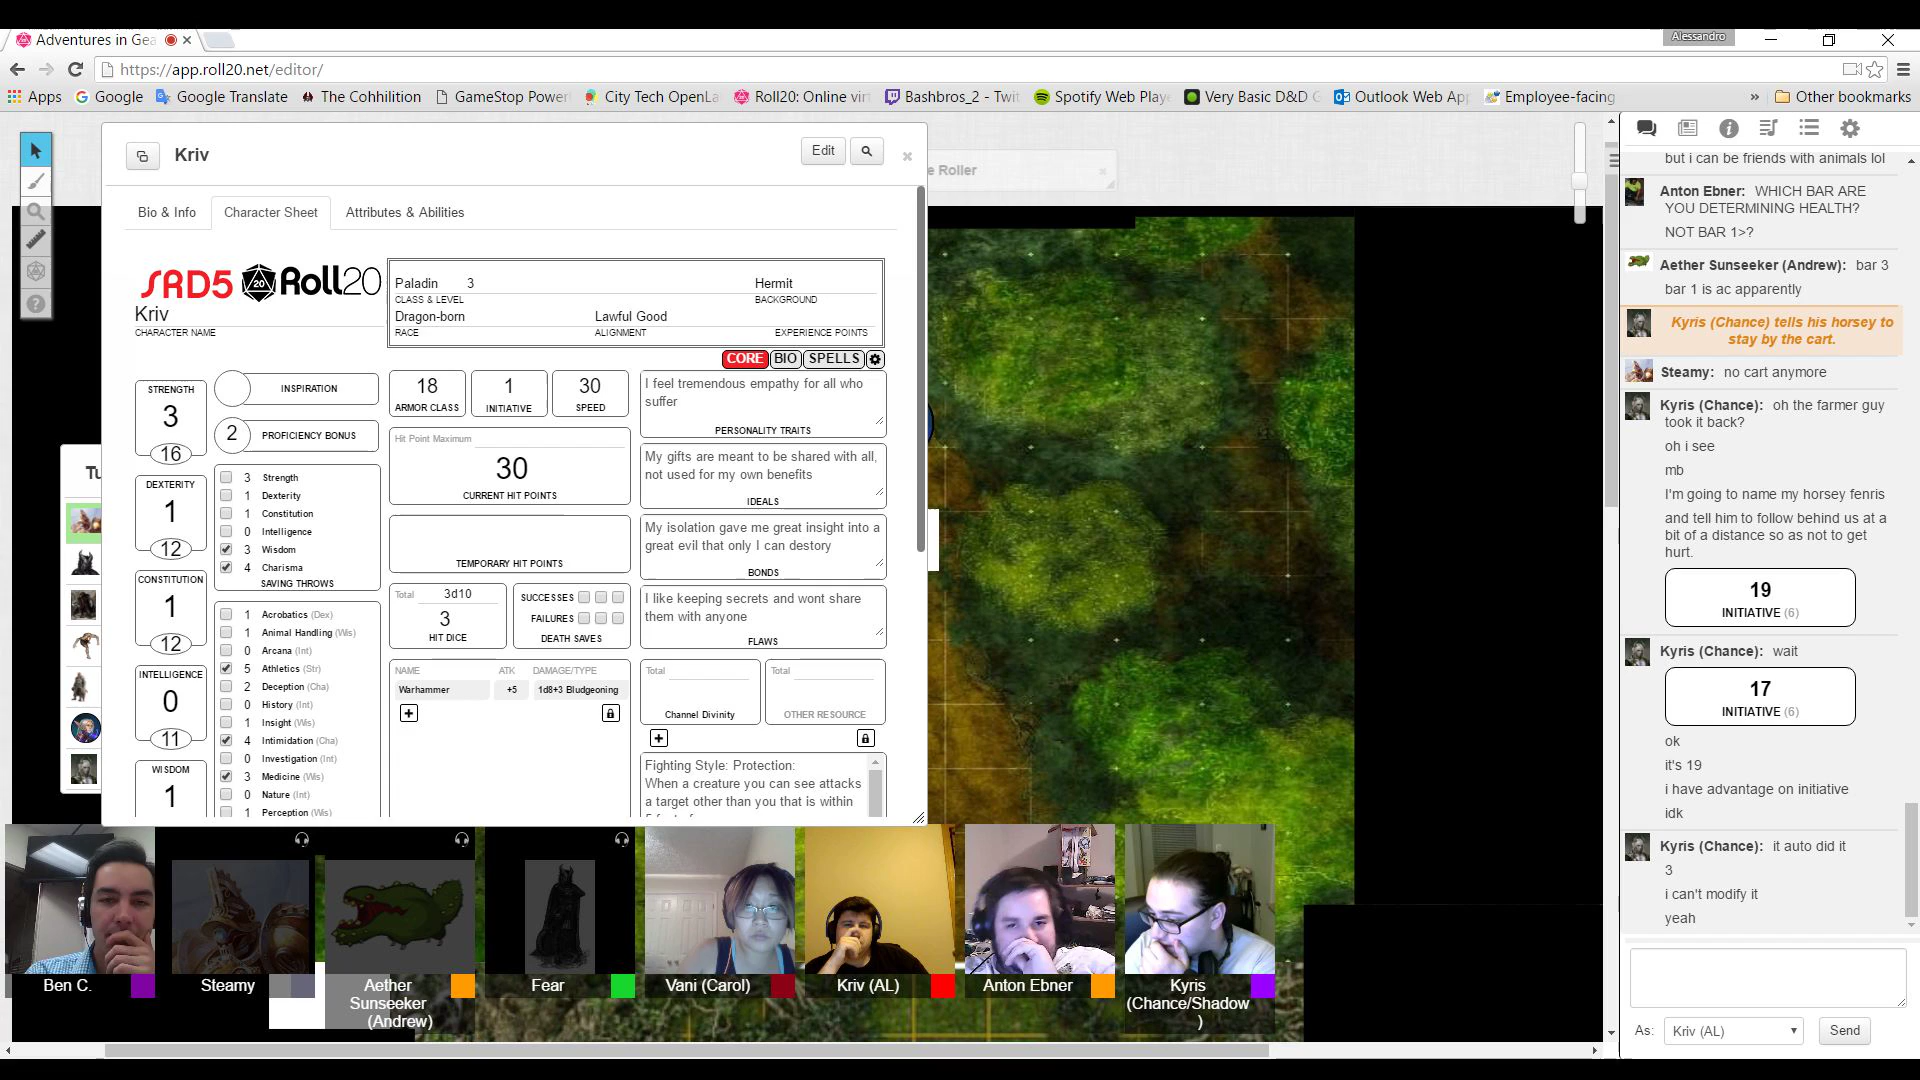 Alessandro
Adventures in Gea
https://app.roll20.net/editor/
Apps
Google
Google Translate
The Cohhilition
GameStop Power
City Tech OpenLa
Roll20: Online virt
Bashbros_2 - Twit
Spotify Web Playe
Very Basic D&D G
Outlook Web App
Employee-facing
»
Other bookmarks
Kriv
Edit
e Roller
Bio & Info
Character Sheet
Attributes & Abilities
SRD5 20 Roll20
Kriv
CHARACTER NAME
Paladin 3
Hermit
CLASS & LEVEL
BACKGROUND
Dragon-born
Lawful Good
RACE
ALIGNMENT
EXPERIENCE POINTS
CORE
BIO
SPELLS
STRENGTH
3
16
DEXTERITY
1
12
CONSTITUTION
1
12
INTELLIGENCE
0
11
WISDOM
1
INSPIRATION
2
PROFICIENCY BONUS
3 Strength
1 Dexterity
1 Constitution
0 Intelligence
3 Wisdom
4 Charisma
SAVING THROWS
1 Acrobatics (Dex)
1 Animal Handling (Wis)
0 Arcana (Int)
5 Athletics (Str)
2 Deception (Cha)
0 History (Int)
1 Insight (Wis)
4 Intimidation (Cha)
0 Investigation (Int)
3 Medicine (Wis)
0 Nature (Int)
1 Perception (Wis)
18
ARMOR CLASS
1
INITIATIVE
30
SPEED
Hit Point Maximum
30
CURRENT HIT POINTS
TEMPORARY HIT POINTS
Total 3d10
3
HIT DICE
SUCCESSES
FAILURES
DEATH SAVES
NAME ATK DAMAGE/TYPE
Warhammer +5 1d8+3 Bludgeoning
I feel tremendous empathy for all who
suffer
PERSONALITY TRAITS
My gifts are meant to be shared with all,
not used for my own benefits
IDEALS
My isolation gave me great insight into a
great evil that only I can destory
BONDS
I like keeping secrets and wont share
them with anyone
FLAWS
Total
Channel Divinity
Total
OTHER RESOURCE
Fighting Style: Protection:
When a creature you can see attacks
a target other than you that is within
Tu
Ben C.
Steamy
Aether
Sunseeker
(Andrew)
Fear
Vani (Carol)
Kriv (AL)
Anton Ebner
Kyris
(Chance/Shadow
)
but i can be friends with animals lol
Anton Ebner: WHICH BAR ARE
YOU DETERMINING HEALTH?
NOT BAR 1>?
Aether Sunseeker (Andrew): bar 3
bar 1 is ac apparently
Kyris (Chance) tells his horsey to
stay by the cart.
Steamy: no cart anymore
Kyris (Chance): oh the farmer guy
took it back?
oh i see
mb
I'm going to name my horsey fenris
and tell him to follow behind us at a
bit of a distance so as not to get
hurt.
19
INITIATIVE (6)
Kyris (Chance): wait
17
INITIATIVE (6)
ok
it's 19
i have advantage on initiative
idk
Kyris (Chance): it auto did it
3
i can't modify it
yeah
As:
Kriv (AL)
Send